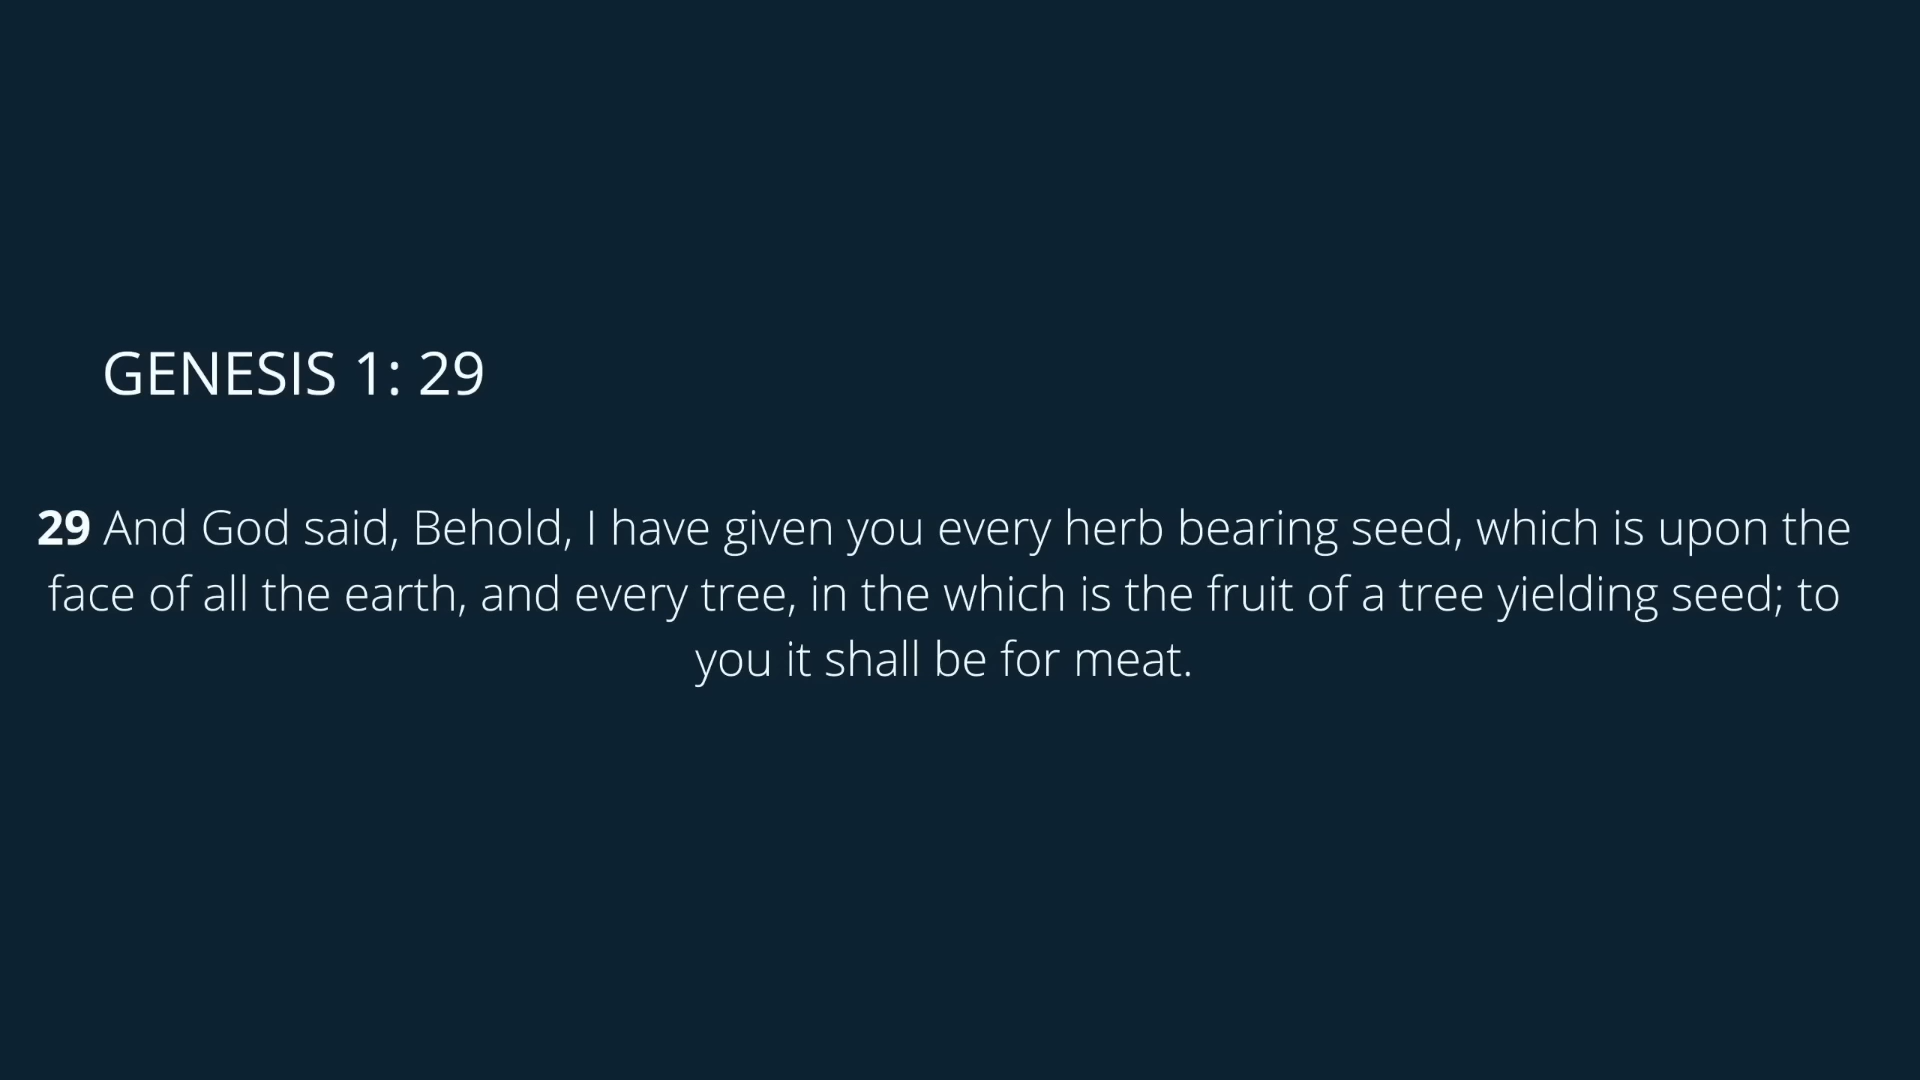 GENESIS 1: 29
29 And God said, Behold, I have given you every herb bearing seed, which is upon the
face of all the earth, and every tree, in the which is the fruit of a tree yielding seed; to
you it shall be for meat.